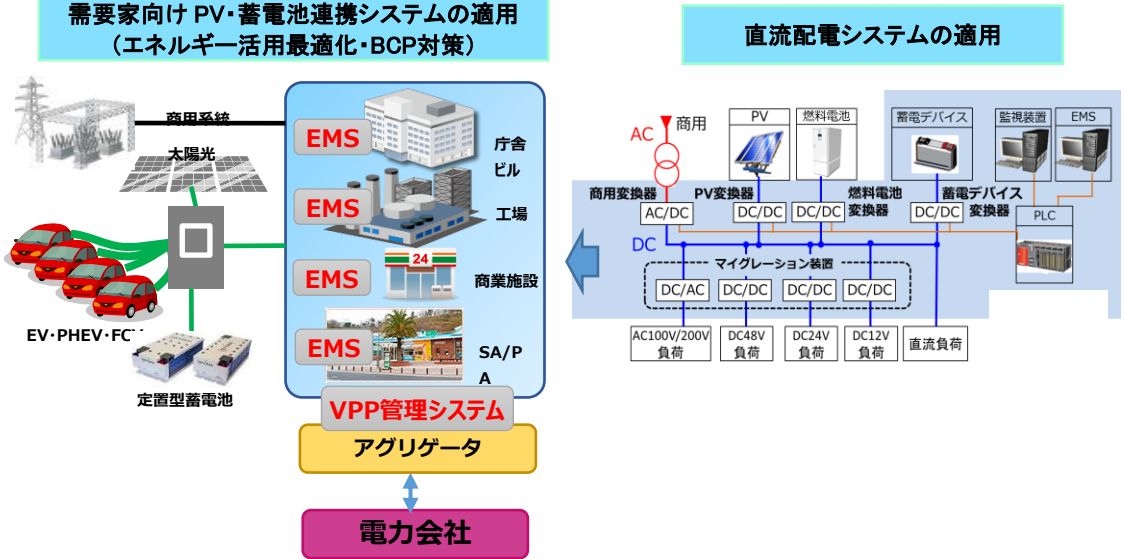 需要家向け PV・蓄電池連携システムの適用
（エネルギー活用最適化・BCP対策）
商用系統
太陽光
EV・PHEV・FC
定置型蓄電池
EMS
庁舎
ビル
EMS
工場
24
EMS
商業施設
EMS
SA/P
A
VPP管理システム
アグリゲータ
電力会社
直流配電システムの適用
AC
商用
PV
燃料電池
蓄電デバイス
監視装置
EMS
商用変換器
PV変換器
燃料電池
変換器
蓄電デバイス
変換器
AC/DC
DC/DC
DC/DC
DC/DC
PLC
DC
マイグレーション装置
DC/AC
DC/DC
DC/DC
DC/DC
AC100V/200V
負荷
DC48V
負荷
DC24V
負荷
DC12V
負荷
直流負荷